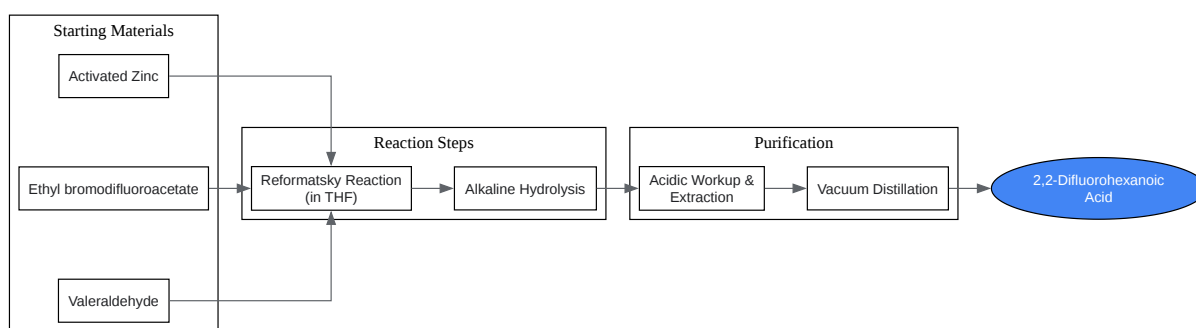 Starting Materials
Activated Zinc
Ethyl bromodifluoroacetate
Valeraldehyde
Reaction Steps
Reformatsky Reaction
(in THF)
Alkaline Hydrolysis
Purification
Acidic Workup &
Extraction
Vacuum Distillation
2,2-Difluorohexanoic
Acid